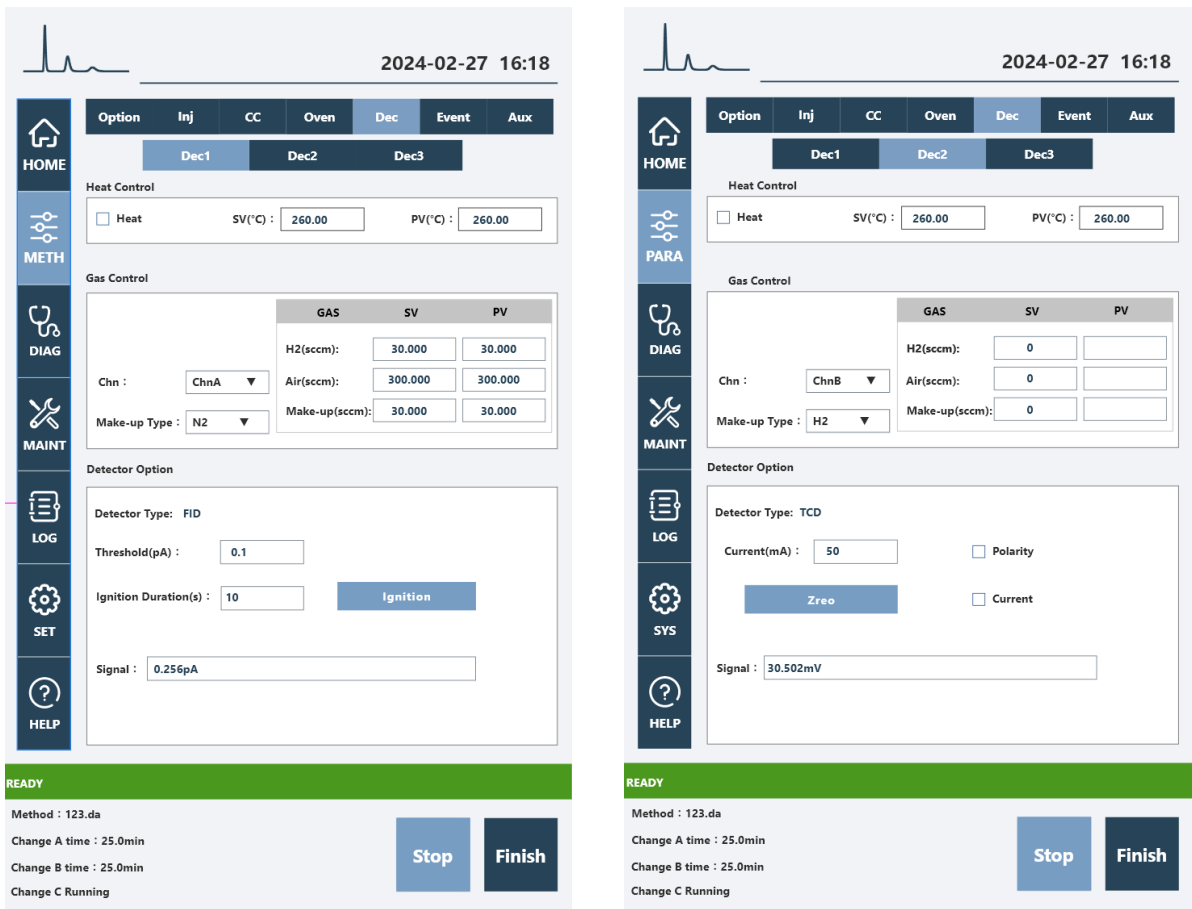 2024-02-27 16:18
Option Inj CC Oven Dec Event Aux
Dec1 Dec2 Dec3
HOME
METH
DIAG
MAINT
LOG
SET
HELP
Heat Control
Heat SV(°C)： 260.00 PV(°C)： 260.00
Gas Control
GAS SV PV
H2(sccm): 30.000 30.000
Chn： ChnA ▼ Air(sccm): 300.000 300.000
Make-up Type： N2 ▼ Make-up(sccm): 30.000 30.000
Detector Option
Detector Type: FID
Threshold(pA)： 0.1
Ignition Duration(s)： 10 Ignition
Signal： 0.256pA
READY
Method：123.da
Change A time：25.0min
Change B time：25.0min
Change C Running
Stop Finish
2024-02-27 16:18
Option Inj CC Oven Dec Event Aux
Dec1 Dec2 Dec3
HOME
PARA
DIAG
MAINT
LOG
SYS
HELP
Heat Control
Heat SV(°C)： 260.00 PV(°C)： 260.00
Gas Control
GAS SV PV
H2(sccm): 0
Chn： ChnB ▼ Air(sccm): 0
Make-up Type： H2 ▼ Make-up(sccm): 0
Detector Option
Detector Type: TCD
Current(mA)： 50 Polarity
Zreo Current
Signal： 30.502mV
READY
Method：123.da
Change A time：25.0min
Change B time：25.0min
Change C Running
Stop Finish